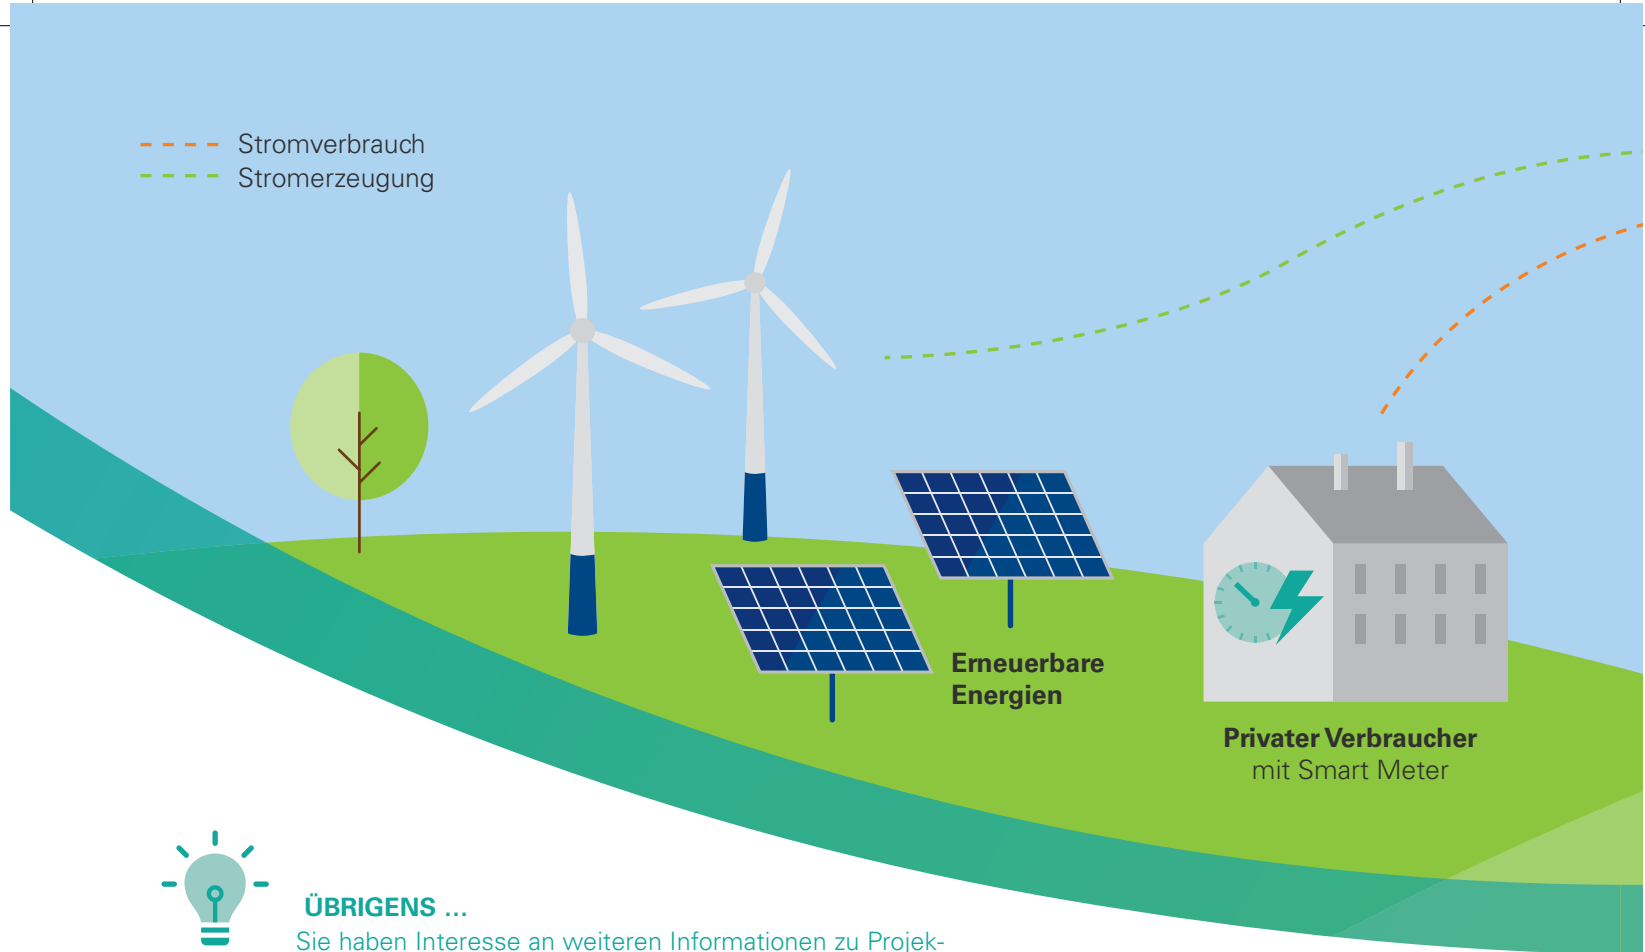 Stromverbrauch
Stromerzeugung
Erneuerbare
Energien
Privater Verbraucher
mit Smart Meter
ÜBRIGENS ...
Sie haben Interesse an weiteren Informationen zu Projek-